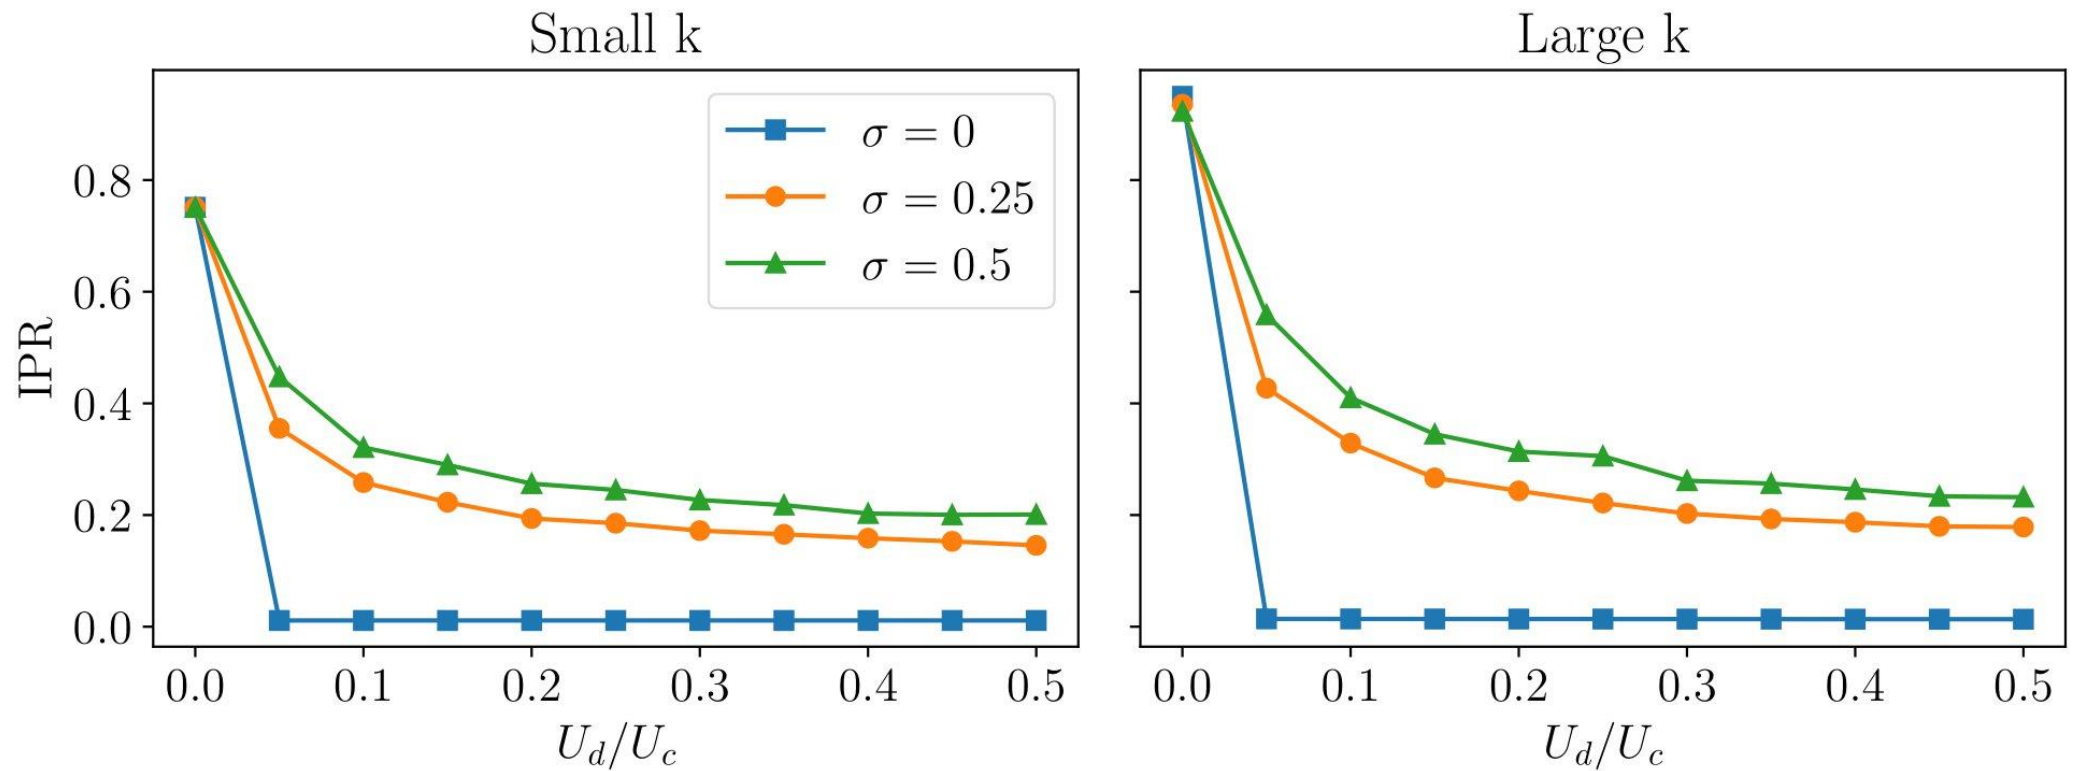 Small k
Large k
σ = 0
σ = 0.25
σ = 0.5
IPR
0.8
0.6
0.4
0.2
0.0
0.0 0.1 0.2 0.3 0.4 0.5
0.0 0.1 0.2 0.3 0.4 0.5
U_d/U_c
U_d/U_c